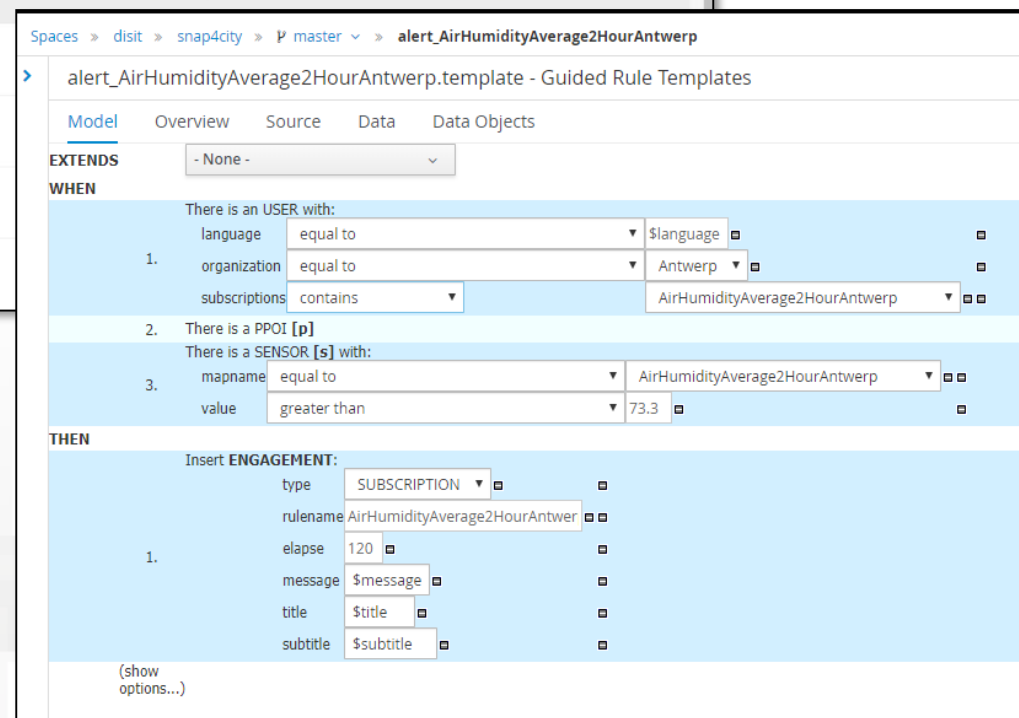 Spaces » disit » snap4city » master » alert_AirHumidityAverage2HourAntwerp
alert_AirHumidityAverage2HourAntwerp.template - Guided Rule Templates
Model Overview Source Data Data Objects
EXTENDS - None -
WHEN
There is an USER with:
language equal to $language
1.
organization equal to Antwerp
subscriptions contains AirHumidityAverage2HourAntwerp
2. There is a PPOI [p]
There is a SENSOR [s] with:
mapname equal to AirHumidityAverage2HourAntwerp
3.
value greater than 73.3
THEN
Insert ENGAGEMENT:
type SUBSCRIPTION
rulename AirHumidityAverage2HourAntwer
elapse 120
1.
message $message
title $title
subtitle $subtitle
(show
options...)